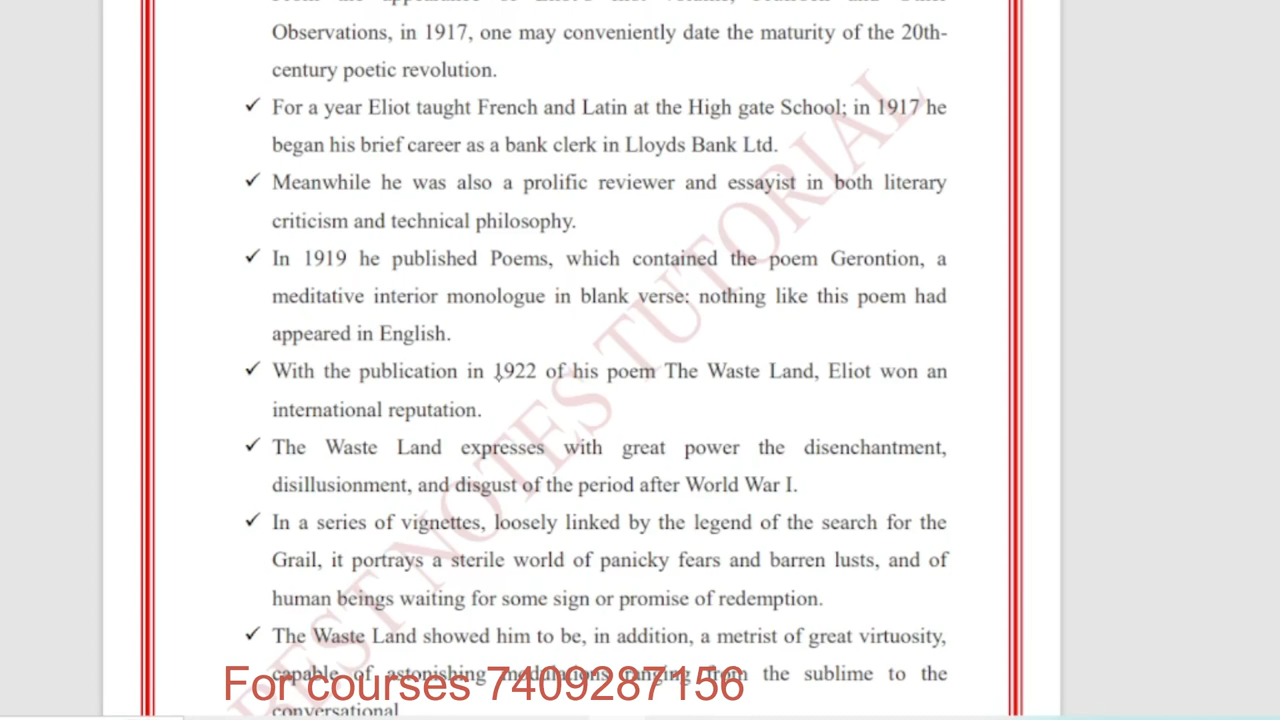 Observations, in 1917, one may conveniently date the maturity of the 20th-
century poetic revolution.
✓ For a year Eliot taught French and Latin at the High gate School; in 1917 he
began his brief career as a bank clerk in Lloyds Bank Ltd.
✓ Meanwhile he was also a prolific reviewer and essayist in both literary
criticism and technical philosophy.
✓ In 1919 he published Poems, which contained the poem Gerontion, a
meditative interior monologue in blank verse: nothing like this poem had
appeared in English.
✓ With the publication in 1922 of his poem The Waste Land, Eliot won an
international reputation.
✓ The Waste Land expresses with great power the disenchantment,
disillusionment, and disgust of the period after World War I.
✓ In a series of vignettes, loosely linked by the legend of the search for the
Grail, it portrays a sterile world of panicky fears and barren lusts, and of
human beings waiting for some sign or promise of redemption.
✓ The Waste Land showed him to be, in addition, a metrist of great virtuosity,
capable of astonishing modulations ranging from the sublime to the
conversational
For courses 7409287156
BEST NOTES TUTORIAL